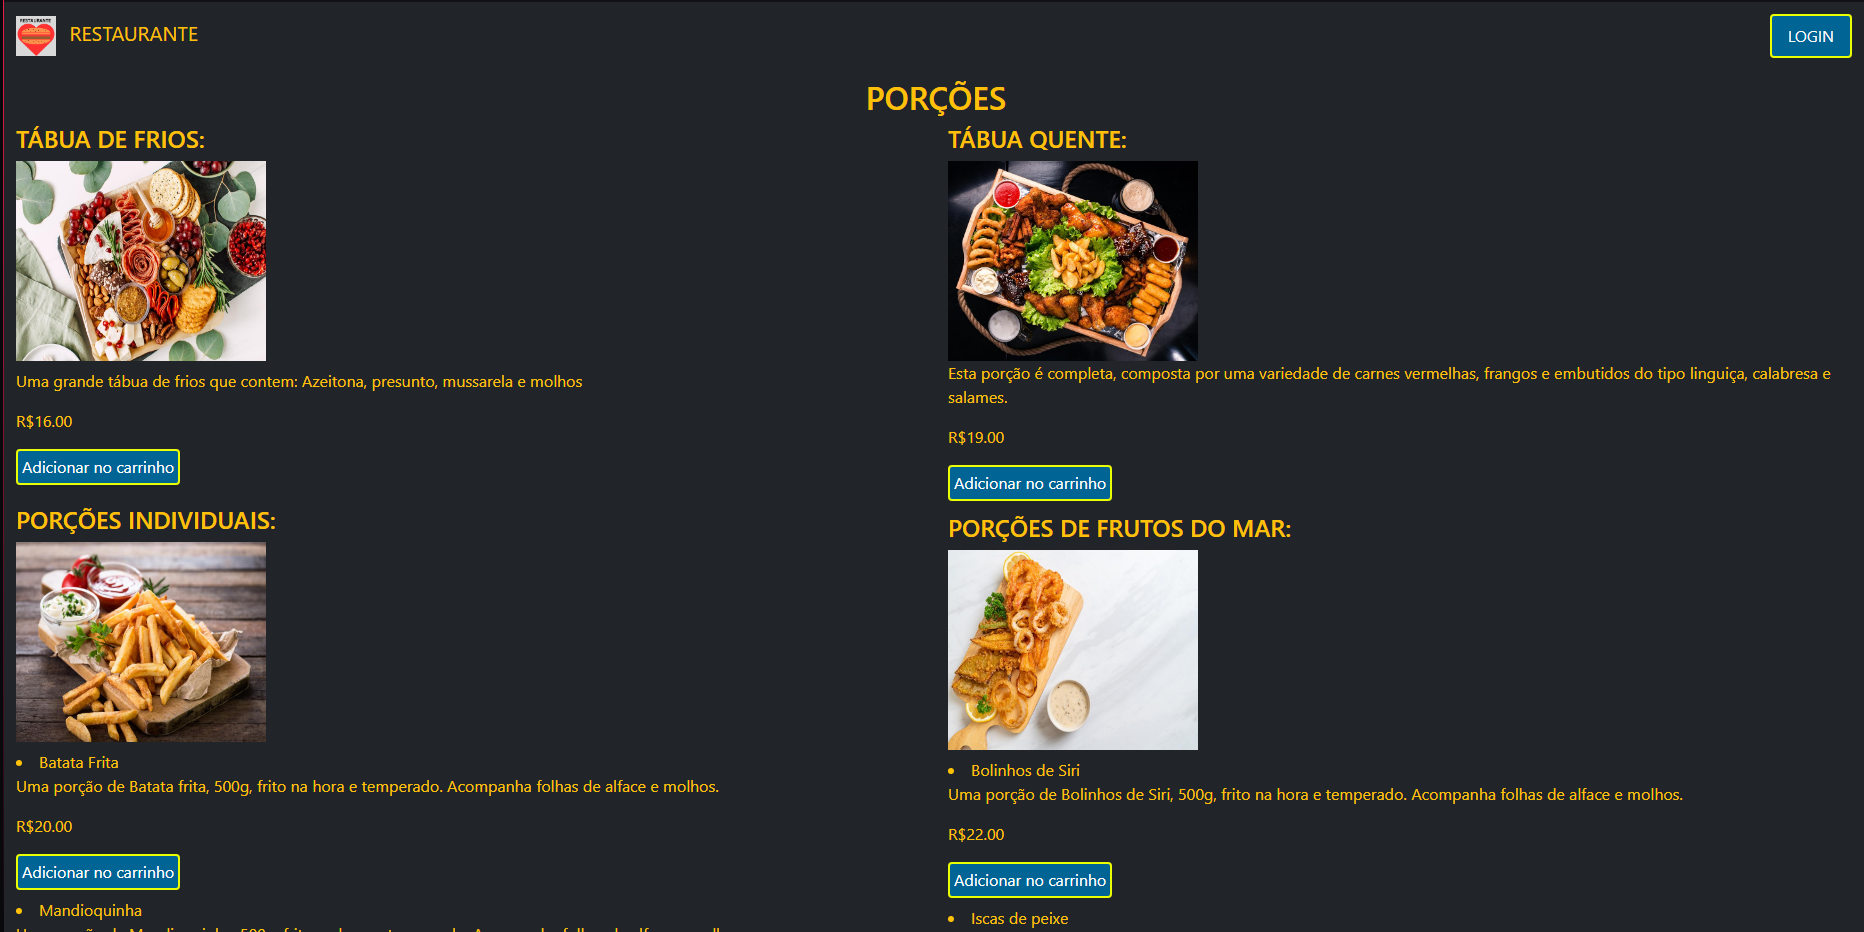 RESTAURANTE
RESTAURANTE
LOGIN
PORÇÕES
TÁBUA DE FRIOS:
Uma grande tábua de frios que contem: Azeitona, presunto, mussarela e molhos
R$16.00
Adicionar no carrinho
PORÇÕES INDIVIDUAIS:
• Batata Frita
Uma porção de Batata frita, 500g, frito na hora e temperado. Acompanha folhas de alface e molhos.
R$20.00
Adicionar no carrinho
• Mandioquinha
TÁBUA QUENTE:
Esta porção é completa, composta por uma variedade de carnes vermelhas, frangos e embutidos do tipo linguiça, calabresa e
salames.
R$19.00
Adicionar no carrinho
PORÇÕES DE FRUTOS DO MAR:
• Bolinhos de Siri
Uma porção de Bolinhos de Siri, 500g, frito na hora e temperado. Acompanha folhas de alface e molhos.
R$22.00
Adicionar no carrinho
• Iscas de peixe